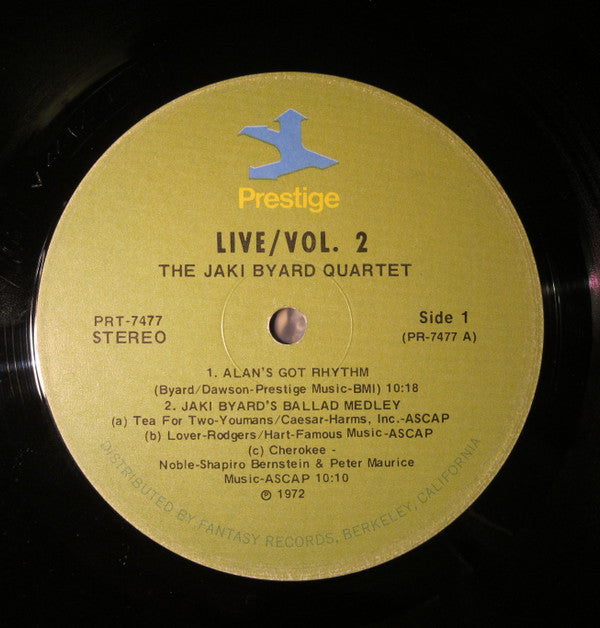 Prestige
LIVE/VOL. 2
THE JAKI BYARD QUARTET
PRT-7477
STEREO
Side 1
(PR-7477 A)
1. ALAN'S GOT RHYTHM
(Byard/Dawson-Prestige Music-BMI) 10:18
2. JAKI BYARD'S BALLAD MEDLEY
(a) Tea For Two-Youmans/Caesar-Harms, Inc.-ASCAP
(b) Lover-Rodgers/Hart-Famous Music-ASCAP
(c) Cherokee -
Noble-Shapiro Bernstein & Peter Maurice
Music-ASCAP 10:10
℗ 1972
DISTRIBUTED BY FANTASY RECORDS, BERKELEY, CALIFORNIA